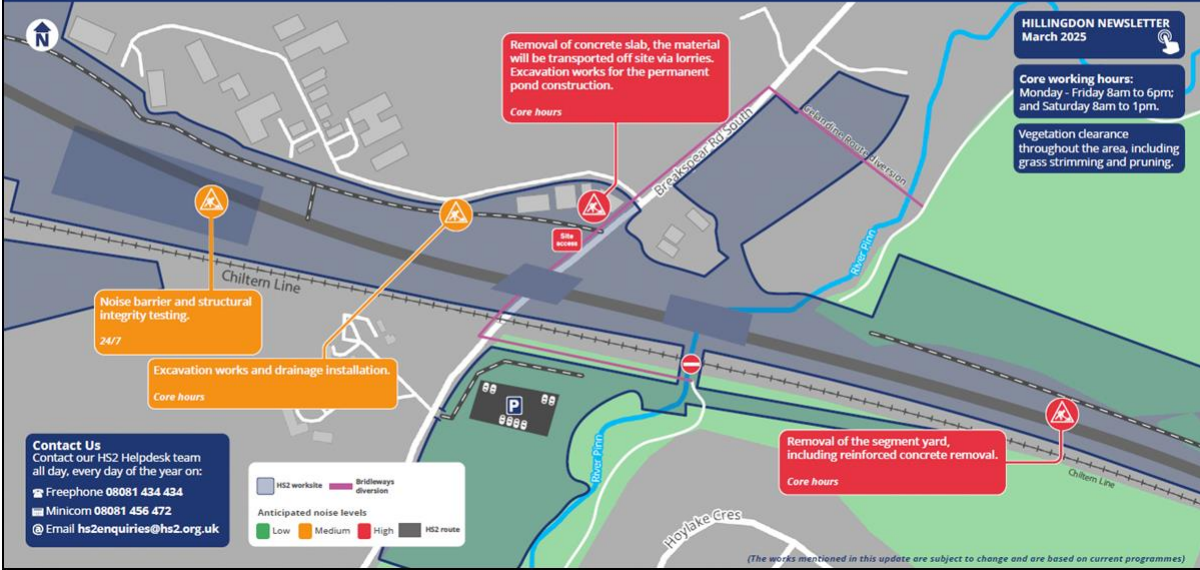 N
HILLINGDON NEWSLETTER
March 2025
Core working hours:
Monday - Friday 8am to 6pm;
and Saturday 8am to 1pm.
Vegetation clearance
throughout the area, including
grass strimming and pruning.
Removal of concrete slab, the material
will be transported off site via lorries.
Excavation works for the permanent
pond construction.
Core hours
Breakspear Rd South
Route diversion
Site
access
River Pinn
Chiltern Line
Noise barrier and structural
integrity testing.
24/7
Excavation works and drainage installation.
Core hours
P
River Pinn
Removal of the segment yard,
including reinforced concrete removal.
Core hours
Chiltern Line
Hoylake Cres
Contact Us
Contact our HS2 Helpdesk team
all day, every day of the year on:
Freephone 08081 434 434
Minicom 08081 456 472
@ Email hs2enquiries@hs2.org.uk
HS2 worksite
Bridleways
diversion
Anticipated noise levels
Low
Medium
High
HS2 route
(The works mentioned in this update are subject to change and are based on current programmes)